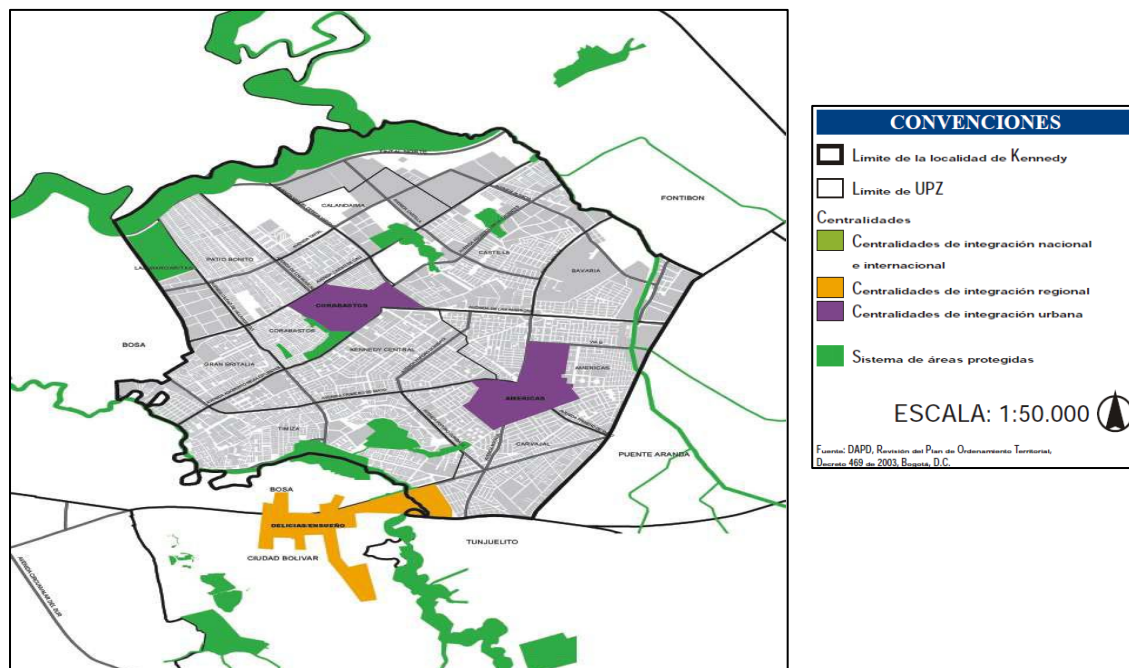 FONTIBON
CALANDAIMA
CASTILLA
BAVARIA
PATIO BONITO
LAS MARGARITAS
CORABASTOS
CORABASTOS
BOSA
KENNEDY CENTRAL
GRAN BRITALIA
AMERICAS
AMERICAS
TIMIZA
CARVAJAL
PUENTE ARANDA
BOSA
DELICIAS/ENSUEÑO
TUNJUELITO
CIUDAD BOLIVAR
CONVENCIONES
Límite de la localidad de Kennedy
Límite de UPZ
Centralidades
Centralidades de integración nacional
e internacional
Centralidades de integración regional
Centralidades de integración urbana
Sistema de áreas protegidas
ESCALA: 1:50.000
Fuente: DAPD, Revisión del Plan de Ordenamiento Territorial,
Decreto 469 de 2003, Bogotá, D.C.